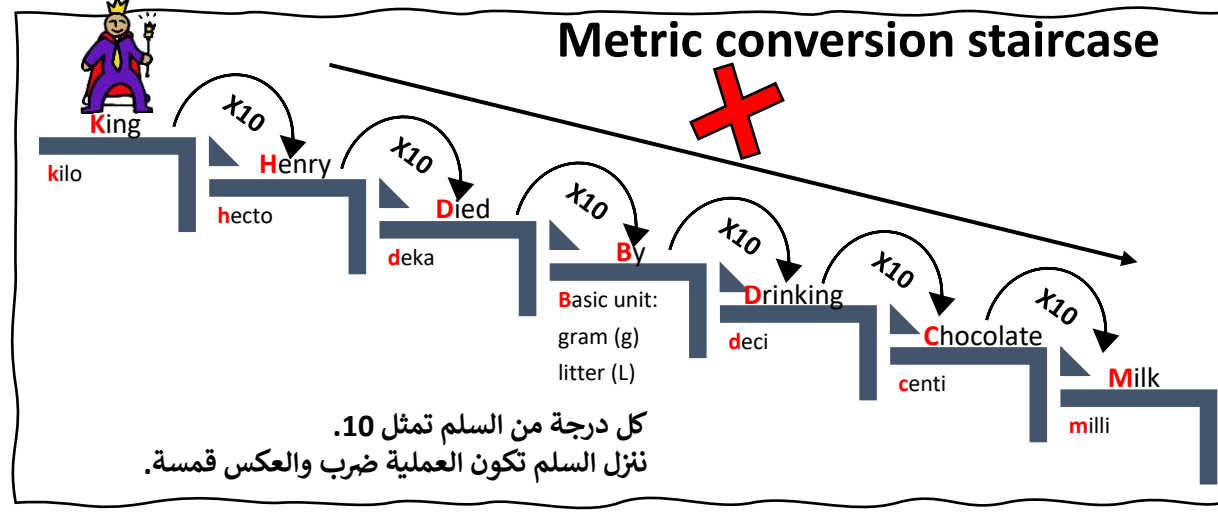 Metric conversion staircase
King
kilo
X10
Henry
hecto
X10
Died
deka
X10
By
Basic unit:
gram (g)
litter (L)
X10
Drinking
deci
X10
Chocolate
centi
X10
Milk
milli
كل درجة من السلم تمثل 10.
ننزل السلم تكون العملية ضرب والعكس قمسة.